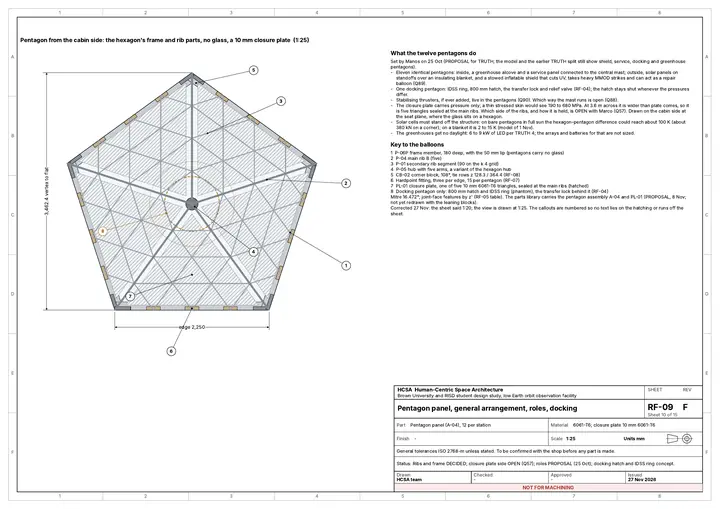 1 2 3 4 5 6 7 8
Pentagon from the cabin side: the hexagon's frame and rib parts, no glass, a 10 mm closure plate (1:25)
What the twelve pentagons do
Set by Manos on 25 Oct (PROPOSAL for TRUTH; the model and the earlier TRUTH split still show shield, service, docking and greenhouse
pentagons).
- Eleven identical pentagons: inside, a greenhouse alcove and a service panel connected to the central mast; outside, solar panels on
standoffs over an insulating blanket, and a stowed inflatable shield that cuts UV, takes heavy MMOD strikes and can act as a repair
balloon (Q89).
- One docking pentagon: IDSS ring, 800 mm hatch, the transfer lock and relief valve (RF-04); the hatch stays shut whenever the pressures
differ.
- Stabilising thrusters, if ever added, live in the pentagons (Q90). Which way the mast runs is open (Q88).
- The closure plate carries pressure only; a thin stressed skin would see 190 to 680 MPa. At 3.8 m across it is wider than plate comes, so it
is five triangles sealed at the main ribs. Which side of the ribs, and how it is held, is OPEN with Marco (Q57). Drawn on the cabin side at
the seal plane, where the glass sits on a hexagon.
- Solar cells must stand off the structure: on bare pentagons in full sun the hexagon-pentagon difference could reach about 100 K (about
380 kN on a corner), on a blanket it is 2 to 15 K (model of 1 Nov).
- The greenhouses get no daylight: 6 to 9 kW of LED per TRUTH 4; the arrays and batteries for that are not sized.
Key to the balloons
1 P-06P frame member, 180 deep, with the 50 mm lip (pentagons carry no glass)
2 P-04 main rib B (five)
3 P-01 secondary rib segment (90 on the k 4 grid)
4 P-05 hub with five arms, a variant of the hexagon hub
5 CB-02 corner block, 108°, tie rows ± 128.3 / 364.4 (RF-08)
6 Hardpoint fitting, three per edge, 15 per pentagon (RF-07)
7 PL-01 closure plate, one of five 10 mm 6061-T6 triangles, sealed at the main ribs (hatched)
8 Docking pentagon only: 800 mm hatch and IDSS ring (phantom), the transfer lock behind it (RF-04)
Mitre 16.472°, joint-face features by z' (RF-05 table). The parts library carries the pentagon assembly A-04 and PL-01 (PROPOSAL, 8 Nov,
not yet redrawn with the leaning blocks).
Corrected 27 Nov: the sheet said 1:20; the view is drawn at 1:25. The callouts are numbered so no text lies on the hatching or runs off the
sheet.
A A
B B
C C
D D
E E
F F
5
3
2
8
4
1
7
6
3,462.4 vertex to flat
edge 2,250
HCSA Human-Centric Space Architecture
Brown University and RISD student design study, low Earth orbit observation facility
SHEET REV
Pentagon panel, general arrangement, roles, docking
RF-09 F
Sheet 10 of 15
Part Pentagon panel (A-04), 12 per station
Material 6061-T6; closure plate 10 mm 6061-T6
Finish -
Scale 1:25 Units mm
General tolerances ISO 2768-m unless stated. To be confirmed with the shop before any part is made.
Status Ribs and frame DECIDED; closure plate side OPEN (Q57); roles PROPOSAL (25 Oct); docking hatch and IDSS ring concept.
Drawn Checked Approved Issued
HCSA team - - 27 Nov 2026
NOT FOR MACHINING
1 2 3 4 5 6 7 8